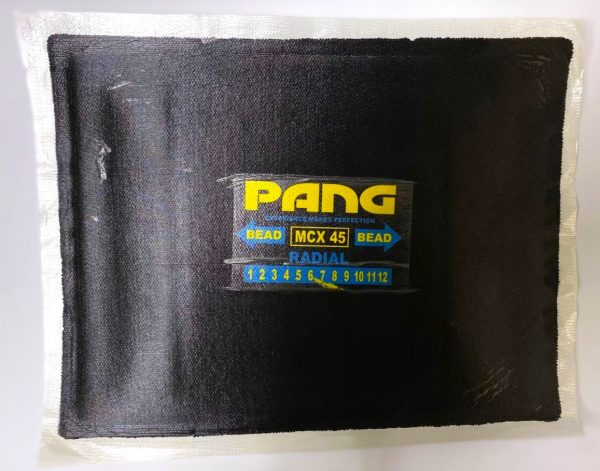 PANG
EXPERIENCE MAKES PERFECTION
BEAD MCX 45 BEAD
RADIAL
1 2 3 4 5 6 7 8 9 10 11 12